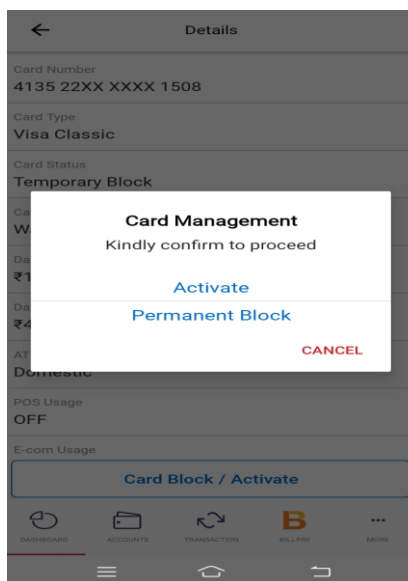 Details
Card Number
4135 22XX XXXX 1508
Card Type
Visa Classic
Card Status
Temporary Block
Card Management
Kindly confirm to proceed
Activate
Permanent Block
CANCEL
Domestic
POS Usage
OFF
E-com Usage
Card Block / Activate
DASHBOARD ACCOUNTS TRANSACTION BILLPAY MORE